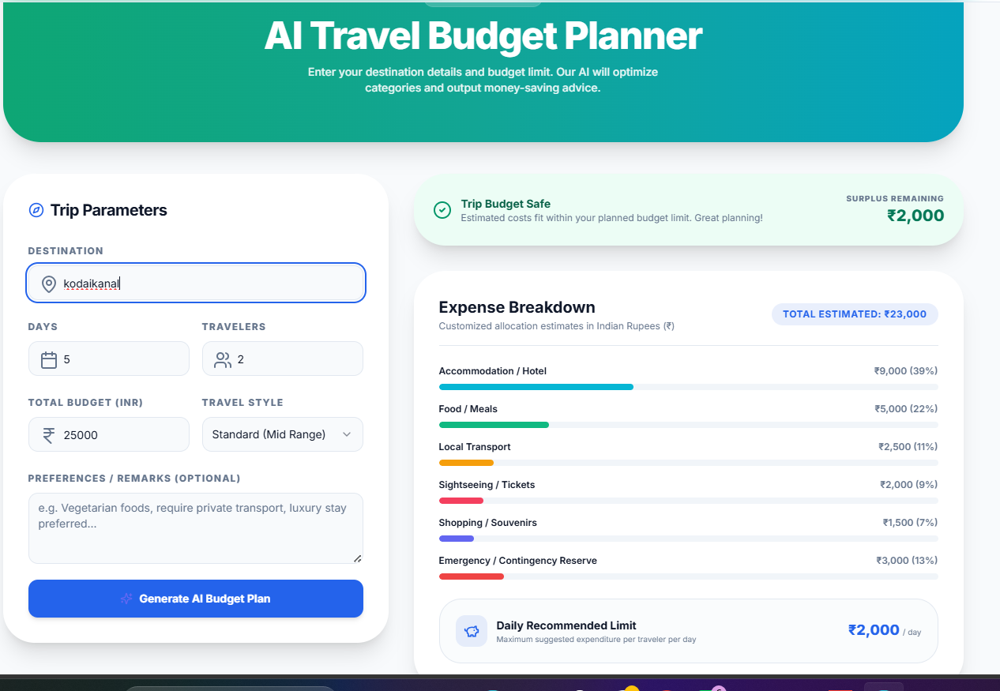 AI Travel Budget Planner
Enter your destination details and budget limit. Our AI will optimize
categories and output money-saving advice.
Trip Parameters
DESTINATION
kodaikanal
DAYS
TRAVELERS
5
2
TOTAL BUDGET (INR)
TRAVEL STYLE
₹ 25000
Standard (Mid Range)
PREFERENCES / REMARKS (OPTIONAL)
e.g. Vegetarian foods, require private transport, luxury stay
preferred...
Generate AI Budget Plan
Trip Budget Safe
Estimated costs fit within your planned budget limit. Great planning!
SURPLUS REMAINING
₹2,000
Expense Breakdown
Customized allocation estimates in Indian Rupees (₹)
TOTAL ESTIMATED: ₹23,000
Accommodation / Hotel ₹9,000 (39%)
Food / Meals ₹5,000 (22%)
Local Transport ₹2,500 (11%)
Sightseeing / Tickets ₹2,000 (9%)
Shopping / Souvenirs ₹1,500 (7%)
Emergency / Contingency Reserve ₹3,000 (13%)
Daily Recommended Limit
Maximum suggested expenditure per traveler per day
₹2,000 / day